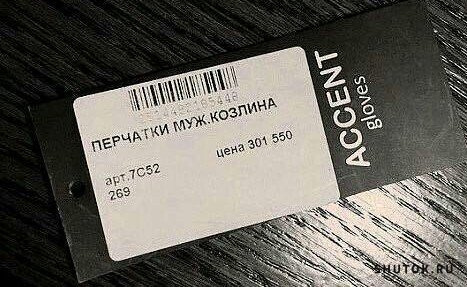 ПЕРЧАТКИ МУЖ.КОЗЛИНА
арт.7С52
269
цена 301 550
ACCENT
gloves
SHUTOK.RU